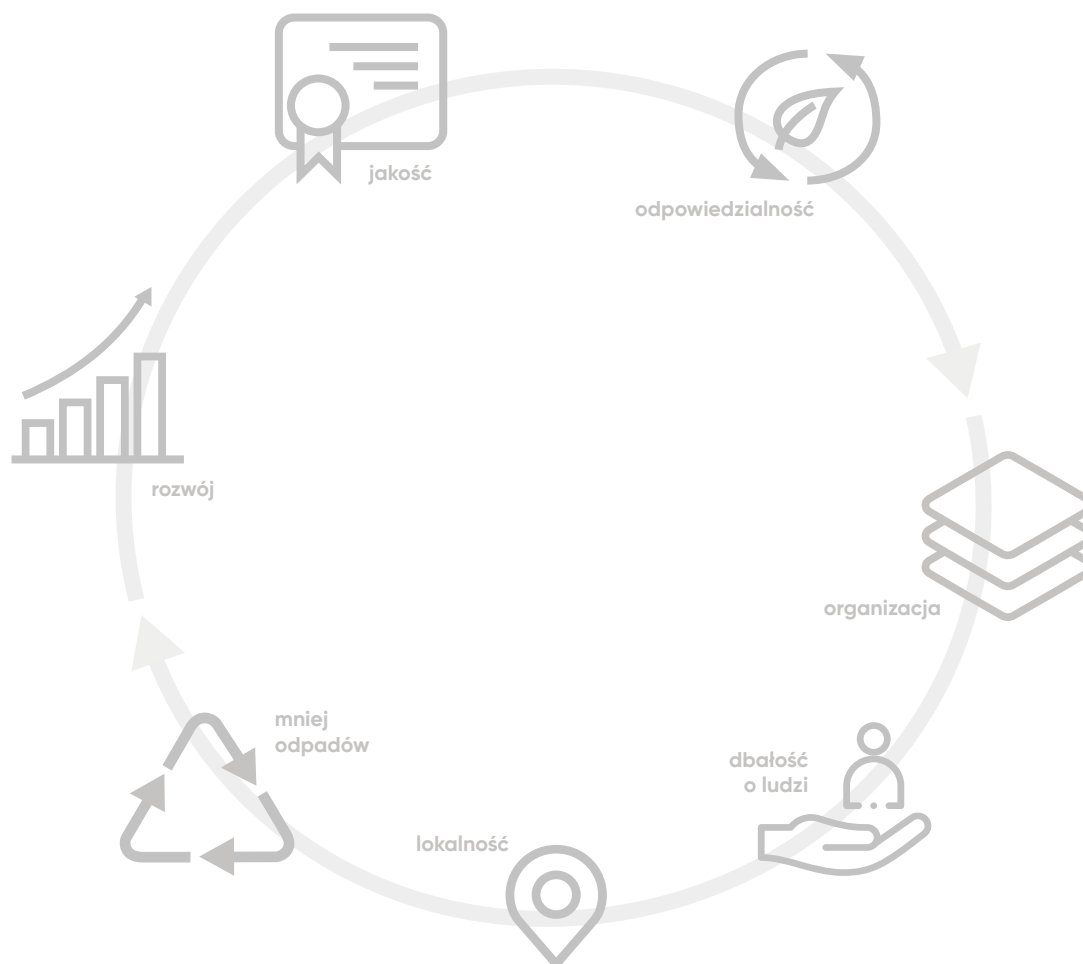 jakość
odpowiedzialność
rozwój
organizacja
mniej
odpadów
dbałość
o ludzi
lokalność